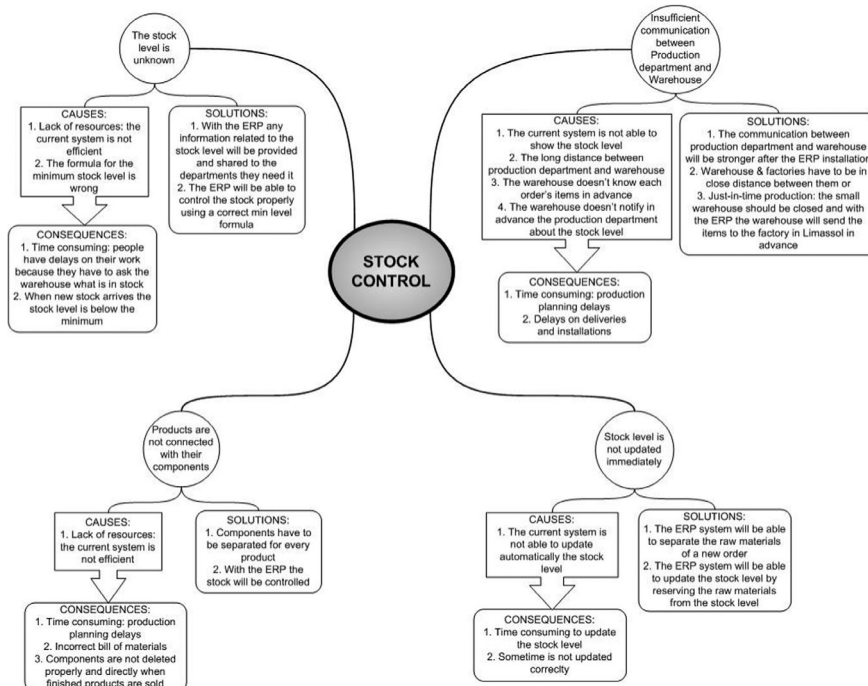 The stock
level is
unknown
CAUSES:
1. Lack of resources: the
current system is not
efficient
2. The formula for the
minimum stock level is
wrong
SOLUTIONS:
1. With the ERP any
information related to the
stock level will be provided
and shared to the
departments they need it
2. The ERP will be able to
control the stock properly
using a correct min level
formula
CONSEQUENCES:
1. Time consuming: people
have delays on their work
because they have to ask the
warehouse what is in stock
2. When new stock arrives the
stock level is below the
minimum
Insufficient
communication
between
Production
department and
Warehouse
CAUSES:
1. The current system is not able to
show the stock level
2. The long distance between
production department and warehouse
3. The warehouse doesn't know each
order's items in advance
4. The warehouse doesn't notify in
advance the production department
about the stock level
SOLUTIONS:
1. The communication between
production department and warehouse
will be stronger after the ERP installation
2. Warehouse & factories have to be in
close distance between them or
3. Just-in-time production: the small
warehouse should be closed and with
the ERP the warehouse will send the
items to the factory in Limassol in
advance
CONSEQUENCES:
1. Time consuming: production
planning delays
2. Delays on deliveries
and installations
STOCK
CONTROL
Products are
not connected
with their
components
CAUSES:
1. Lack of resources:
the current system is
not efficient
SOLUTIONS:
1. Components have to
be separated for every
product
2. With the ERP the
stock will be controlled
CONSEQUENCES:
1. Time consuming: production
planning delays
2. Incorrect bill of materials
3. Components are not deleted
properly and directly when
finished products are sold
Stock level is
not updated
immediately
CAUSES:
1. The current system is
not able to update
automatically the stock
level
SOLUTIONS:
1. The ERP system will be able
to separate the raw materials
of a new order
2. The ERP system will be able
to update the stock level by
reserving the raw materials
from the stock level
CONSEQUENCES:
1. Time consuming to update
the stock level
2. Sometime is not updated
correclty